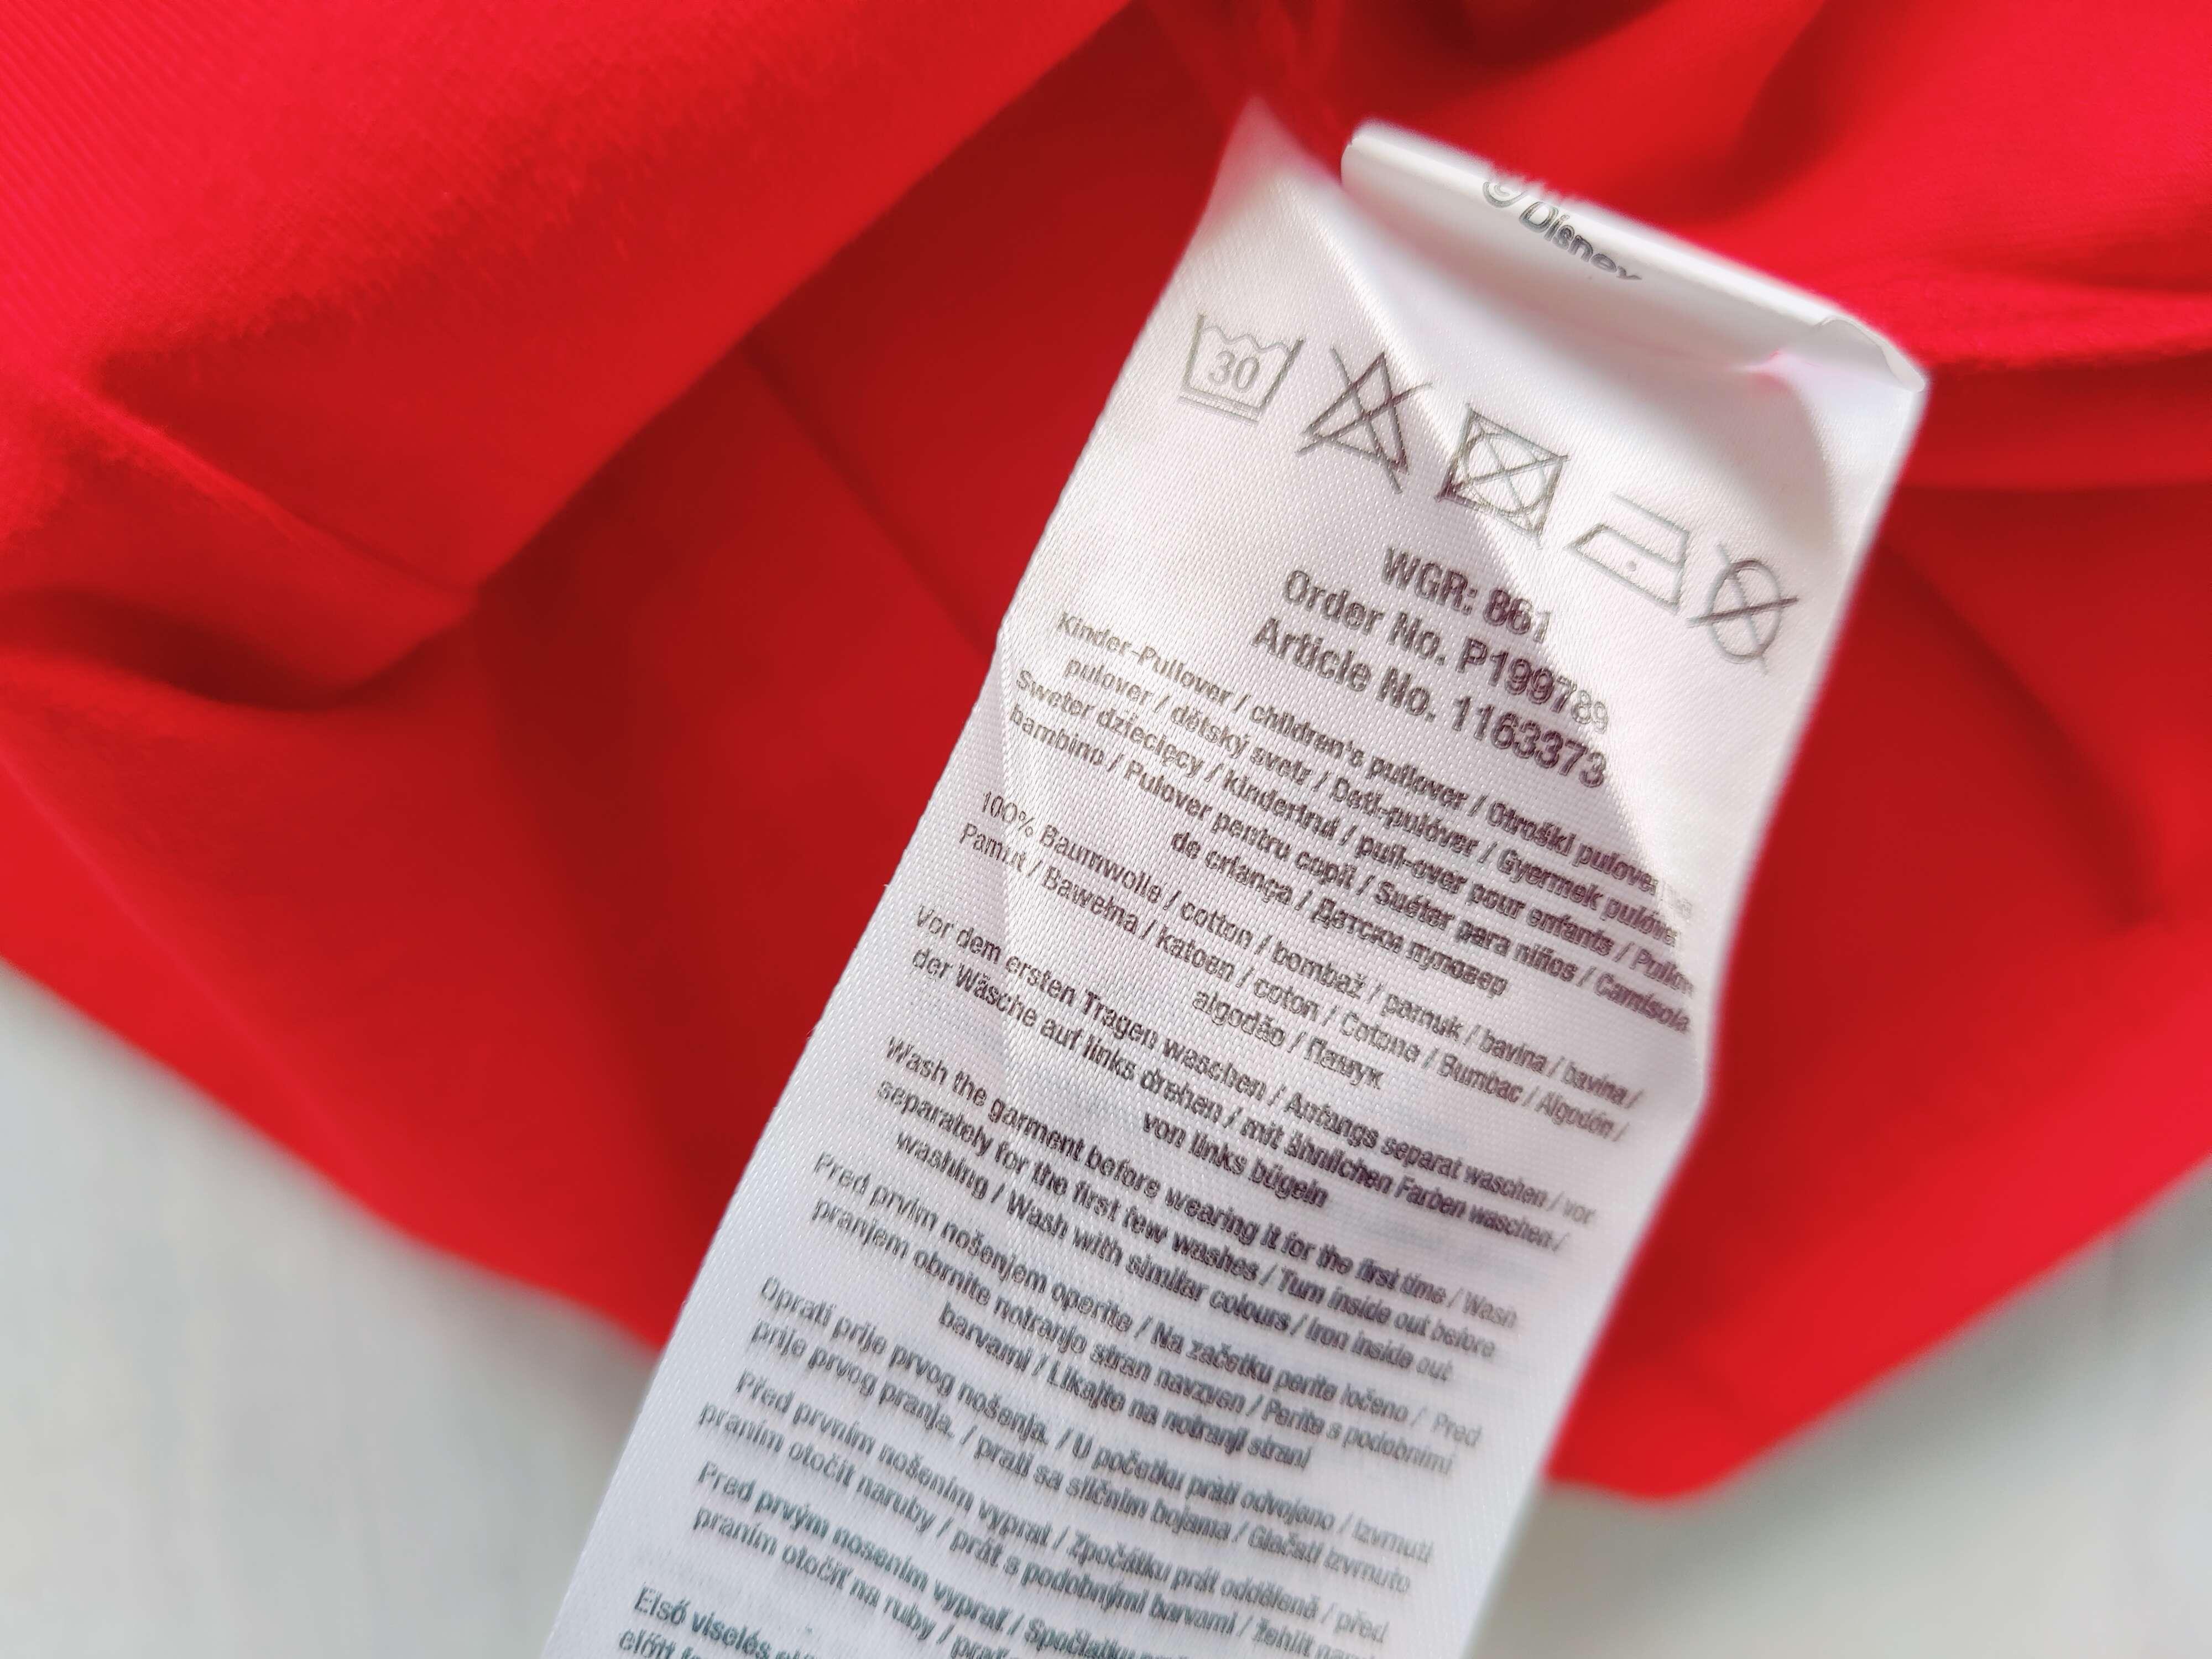 © Disney
30
WGR: 861
Order No. P199789
Article No. 1163373
Kinder-Pullover / children's pullover / Otroški pulover
pulover / dětský svetr / Deti-pulóver / Gyermek pulóver
Sweter dziecięcy / kindertrui / pull-over pour enfants /
bambino / Pulover pentru copii / Suéter para niños / Camisola
de criança / Детски пуловер
100% Baumwolle / cotton / bombaž / pamuk / bavlna / bavlna /
Pamut / Bawełna / katoen / coton / Cotone / Bumbac / Algodón /
algodão / Памук
Vor dem ersten Tragen waschen / Anfangs separat waschen / vor
der Wäsche auf links drehen / mit ähnlichen Farben waschen /
von links bügeln
Wash the garment before wearing it for the first time / Wash
separately for the first few washes / Turn inside out before
washing / Wash with similar colours / Iron inside out
Pred prvim nošenjem operite / Na začetku perite ločeno / Pred
pranjem obrnite notranjo stran navzven / Perite s podobnimi
barvami / Likajte na notranji strani
Oprati prije prvog nošenja. / U početku prati odvojeno / Izvrnuti
prije prvog pranja. / prati sa sličnim bojama / Glačati izvrnuto
Před prvním nošením vyprat / Zpočátku prát odděleně / před
praním otočit naruby / prát s podobnými barvami / žehlit
Pred prvým nosením vyprať / Spočiatku
praním otočiť na ruby /
Első viselés
előtt